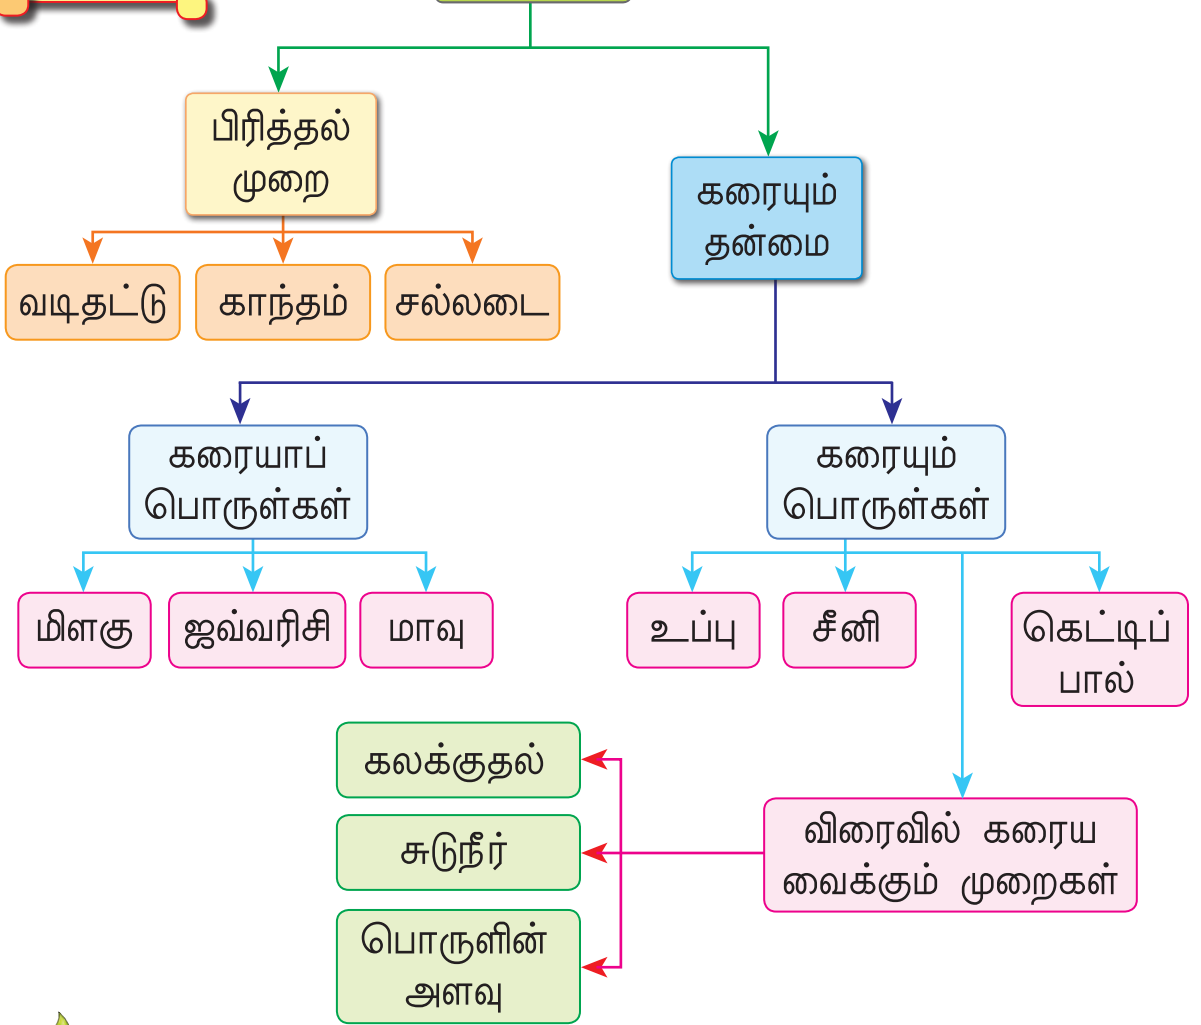 பிரித்தல்
முறை
கரையும்
தன்மை
வடிதட்டு
காந்தம்
சல்லடை
கரையாப்
பொருள்கள்
கரையும்
பொருள்கள்
மிளகு
ஜவ்வரிசி
மாவு
உப்பு
சீனி
கெட்டிப்
பால்
கலக்குதல்
சுடுநீர்
பொருளின்
அளவு
விரைவில் கரைய
வைக்கும் முறைகள்